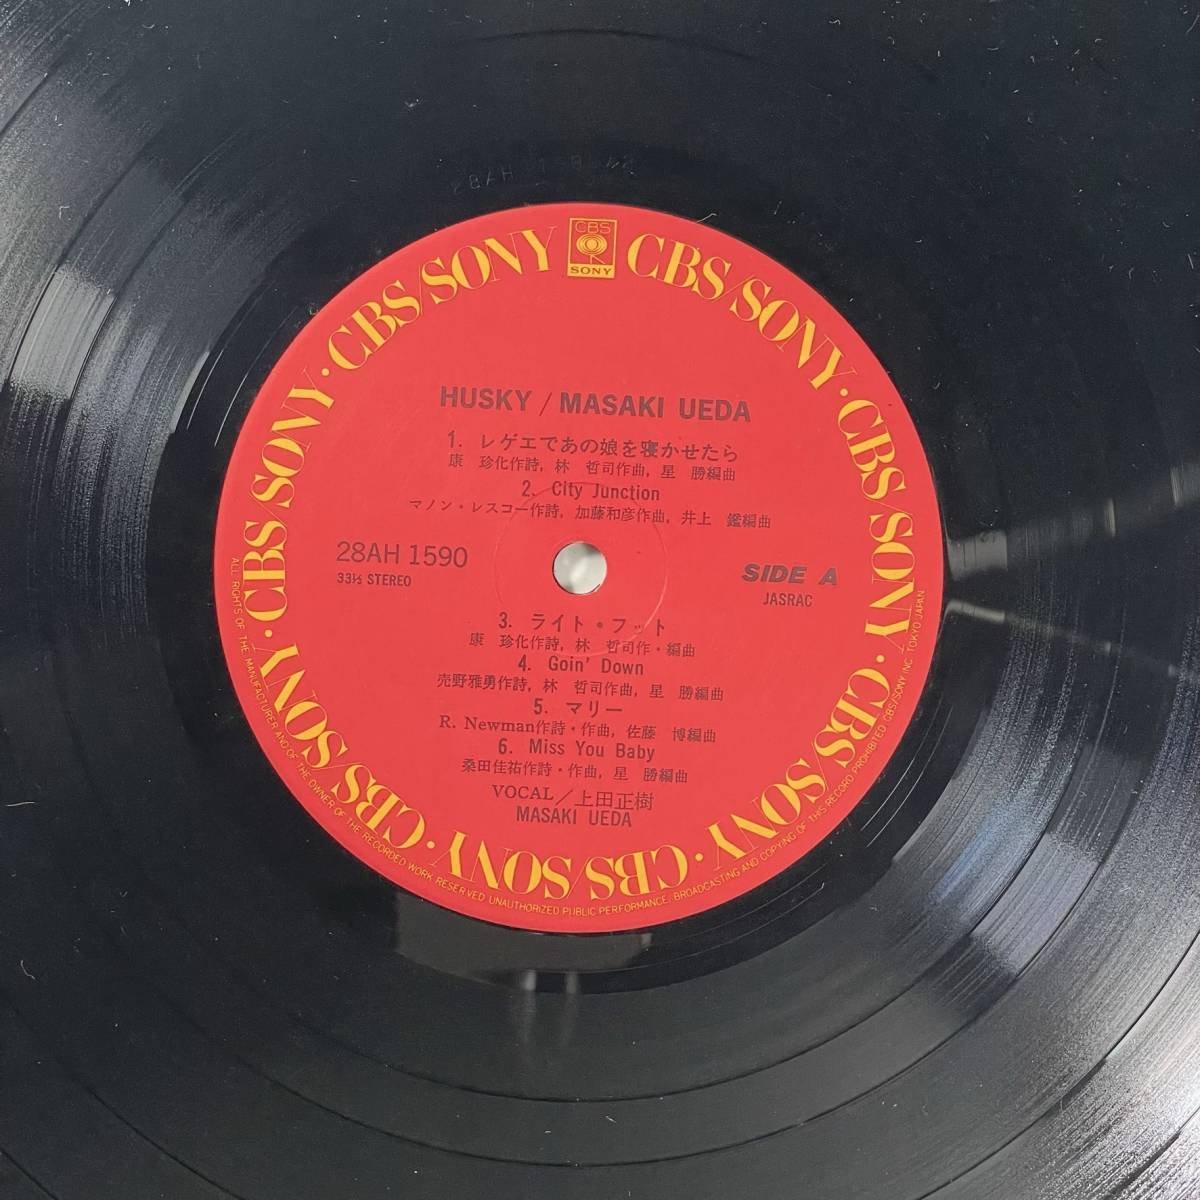 CBS/SONY · CBS/SONY · CBS/SONY · CBS/SONY · CBS/SONY · CBS/SONY · CBS/SONY · CBS/SONY
CBS
SONY
HUSKY / MASAKI UEDA
1. レゲエであの娘を寝かせたら
康 珍化作詩, 林 哲司作曲, 星 勝編曲
2. City Junction
マノン・レスコー作詩, 加藤和彦作曲, 井上 鑑編曲
28AH 1590
33⅓ STEREO
SIDE A
JASRAC
3. ライト・フット
康 珍化作詩, 林 哲司作・編曲
4. Goin' Down
売野雅勇作詩, 林 哲司作曲, 星 勝編曲
5. マリー
R. Newman作詩・作曲, 佐藤 博編曲
6. Miss You Baby
桑田佳祐作詩・作曲, 星 勝編曲
VOCAL/上田正樹
MASAKI UEDA
ALL RIGHTS OF THE MANUFACTURER AND OF THE OWNER OF THE RECORDED WORK RESERVED UNAUTHORIZED PUBLIC PERFORMANCE, BROADCASTING AND COPYING OF THIS RECORD PROHIBITED CBS/SONY INC. TOKYO JAPAN
28AH